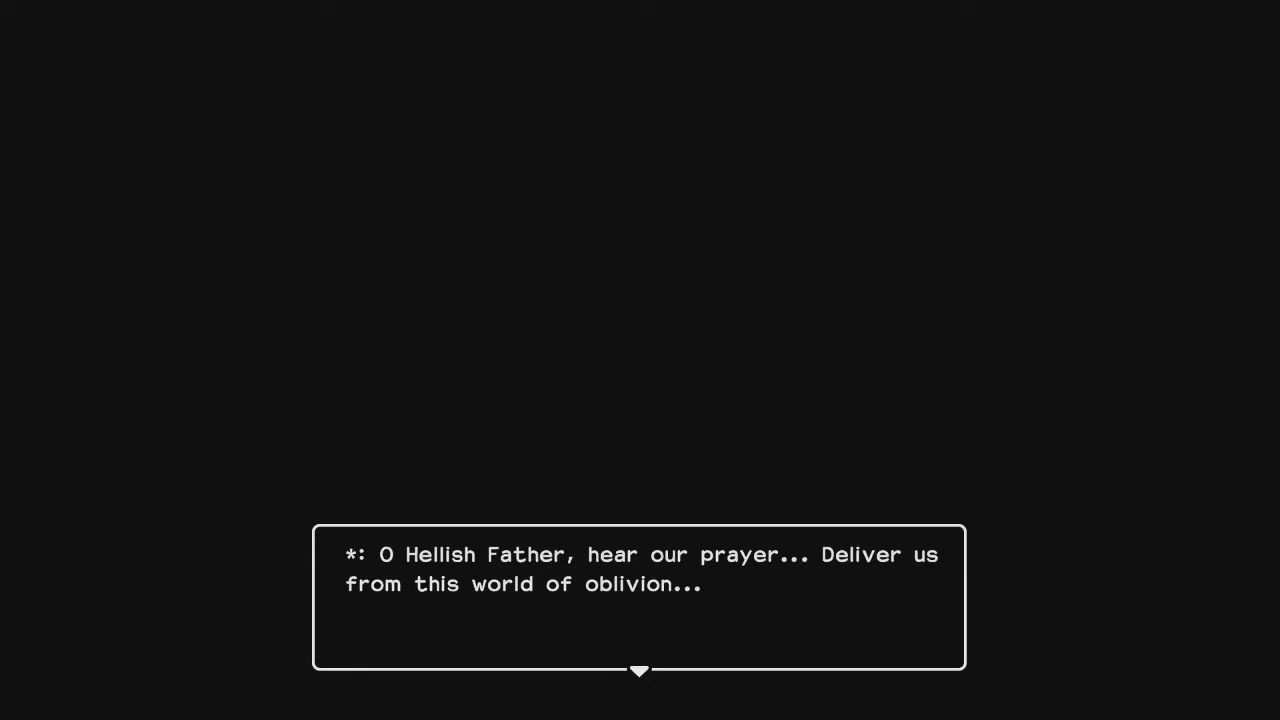 *: O Hellish Father, hear our prayer... Deliver us
from this world of oblivion...